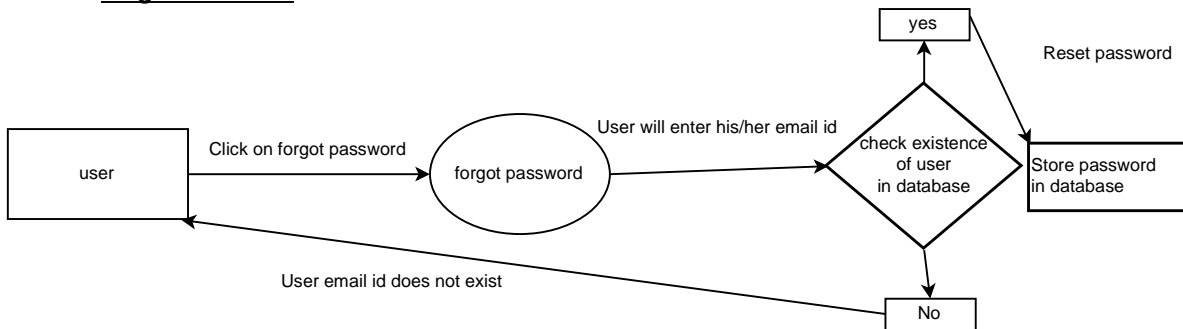 yes
Reset password
User will enter his/her email id
Click on forgot password
user
forgot password
check existence
of user
in database
Store password
in database
User email id does not exist
No